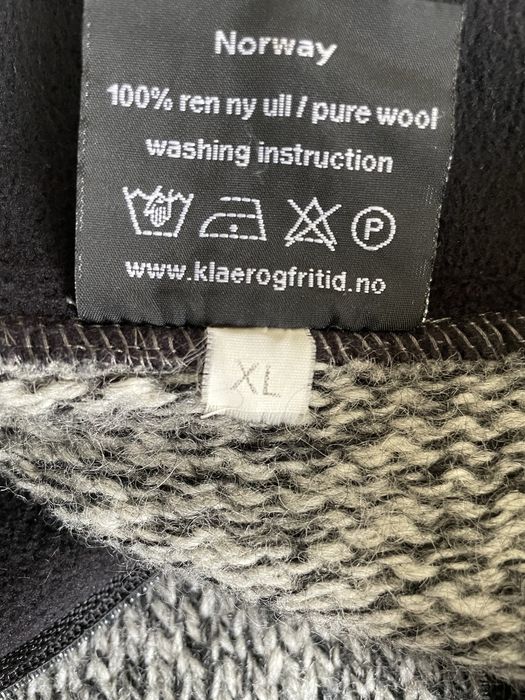 Norway
100% ren ny ull / pure wool
washing instruction
P
www.klaerogfritid.no
XL